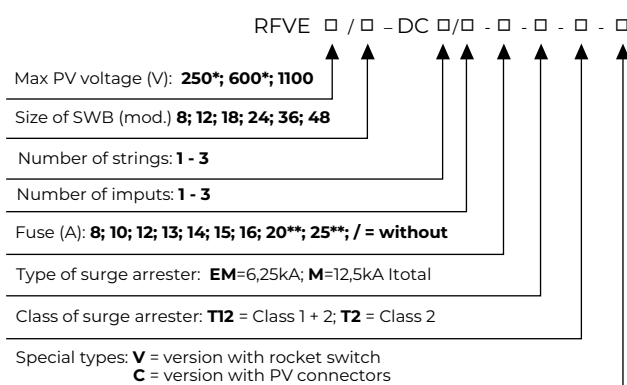 RFVE □ / □ – DC □/□ - □ - □ - □ - □
Max PV voltage (V): 250*; 600*; 1100
Size of SWB (mod.) 8; 12; 18; 24; 36; 48
Number of strings: 1 - 3
Number of imputs: 1 - 3
Fuse (A): 8; 10; 12; 13; 14; 15; 16; 20**; 25**; / = without
Type of surge arrester: EM=6,25kA; M=12,5kA Itotal
Class of surge arrester: T12 = Class 1 + 2; T2 = Class 2
Special types: V = version with rocket switch
C = version with PV connectors